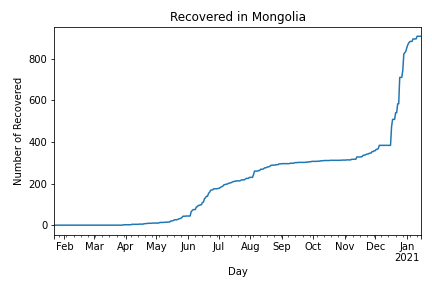 Recovered in Mongolia
Number of Recovered
800
600
400
200
0
Feb Mar Apr May Jun Jul Aug Sep Oct Nov Dec Jan
2021
Day